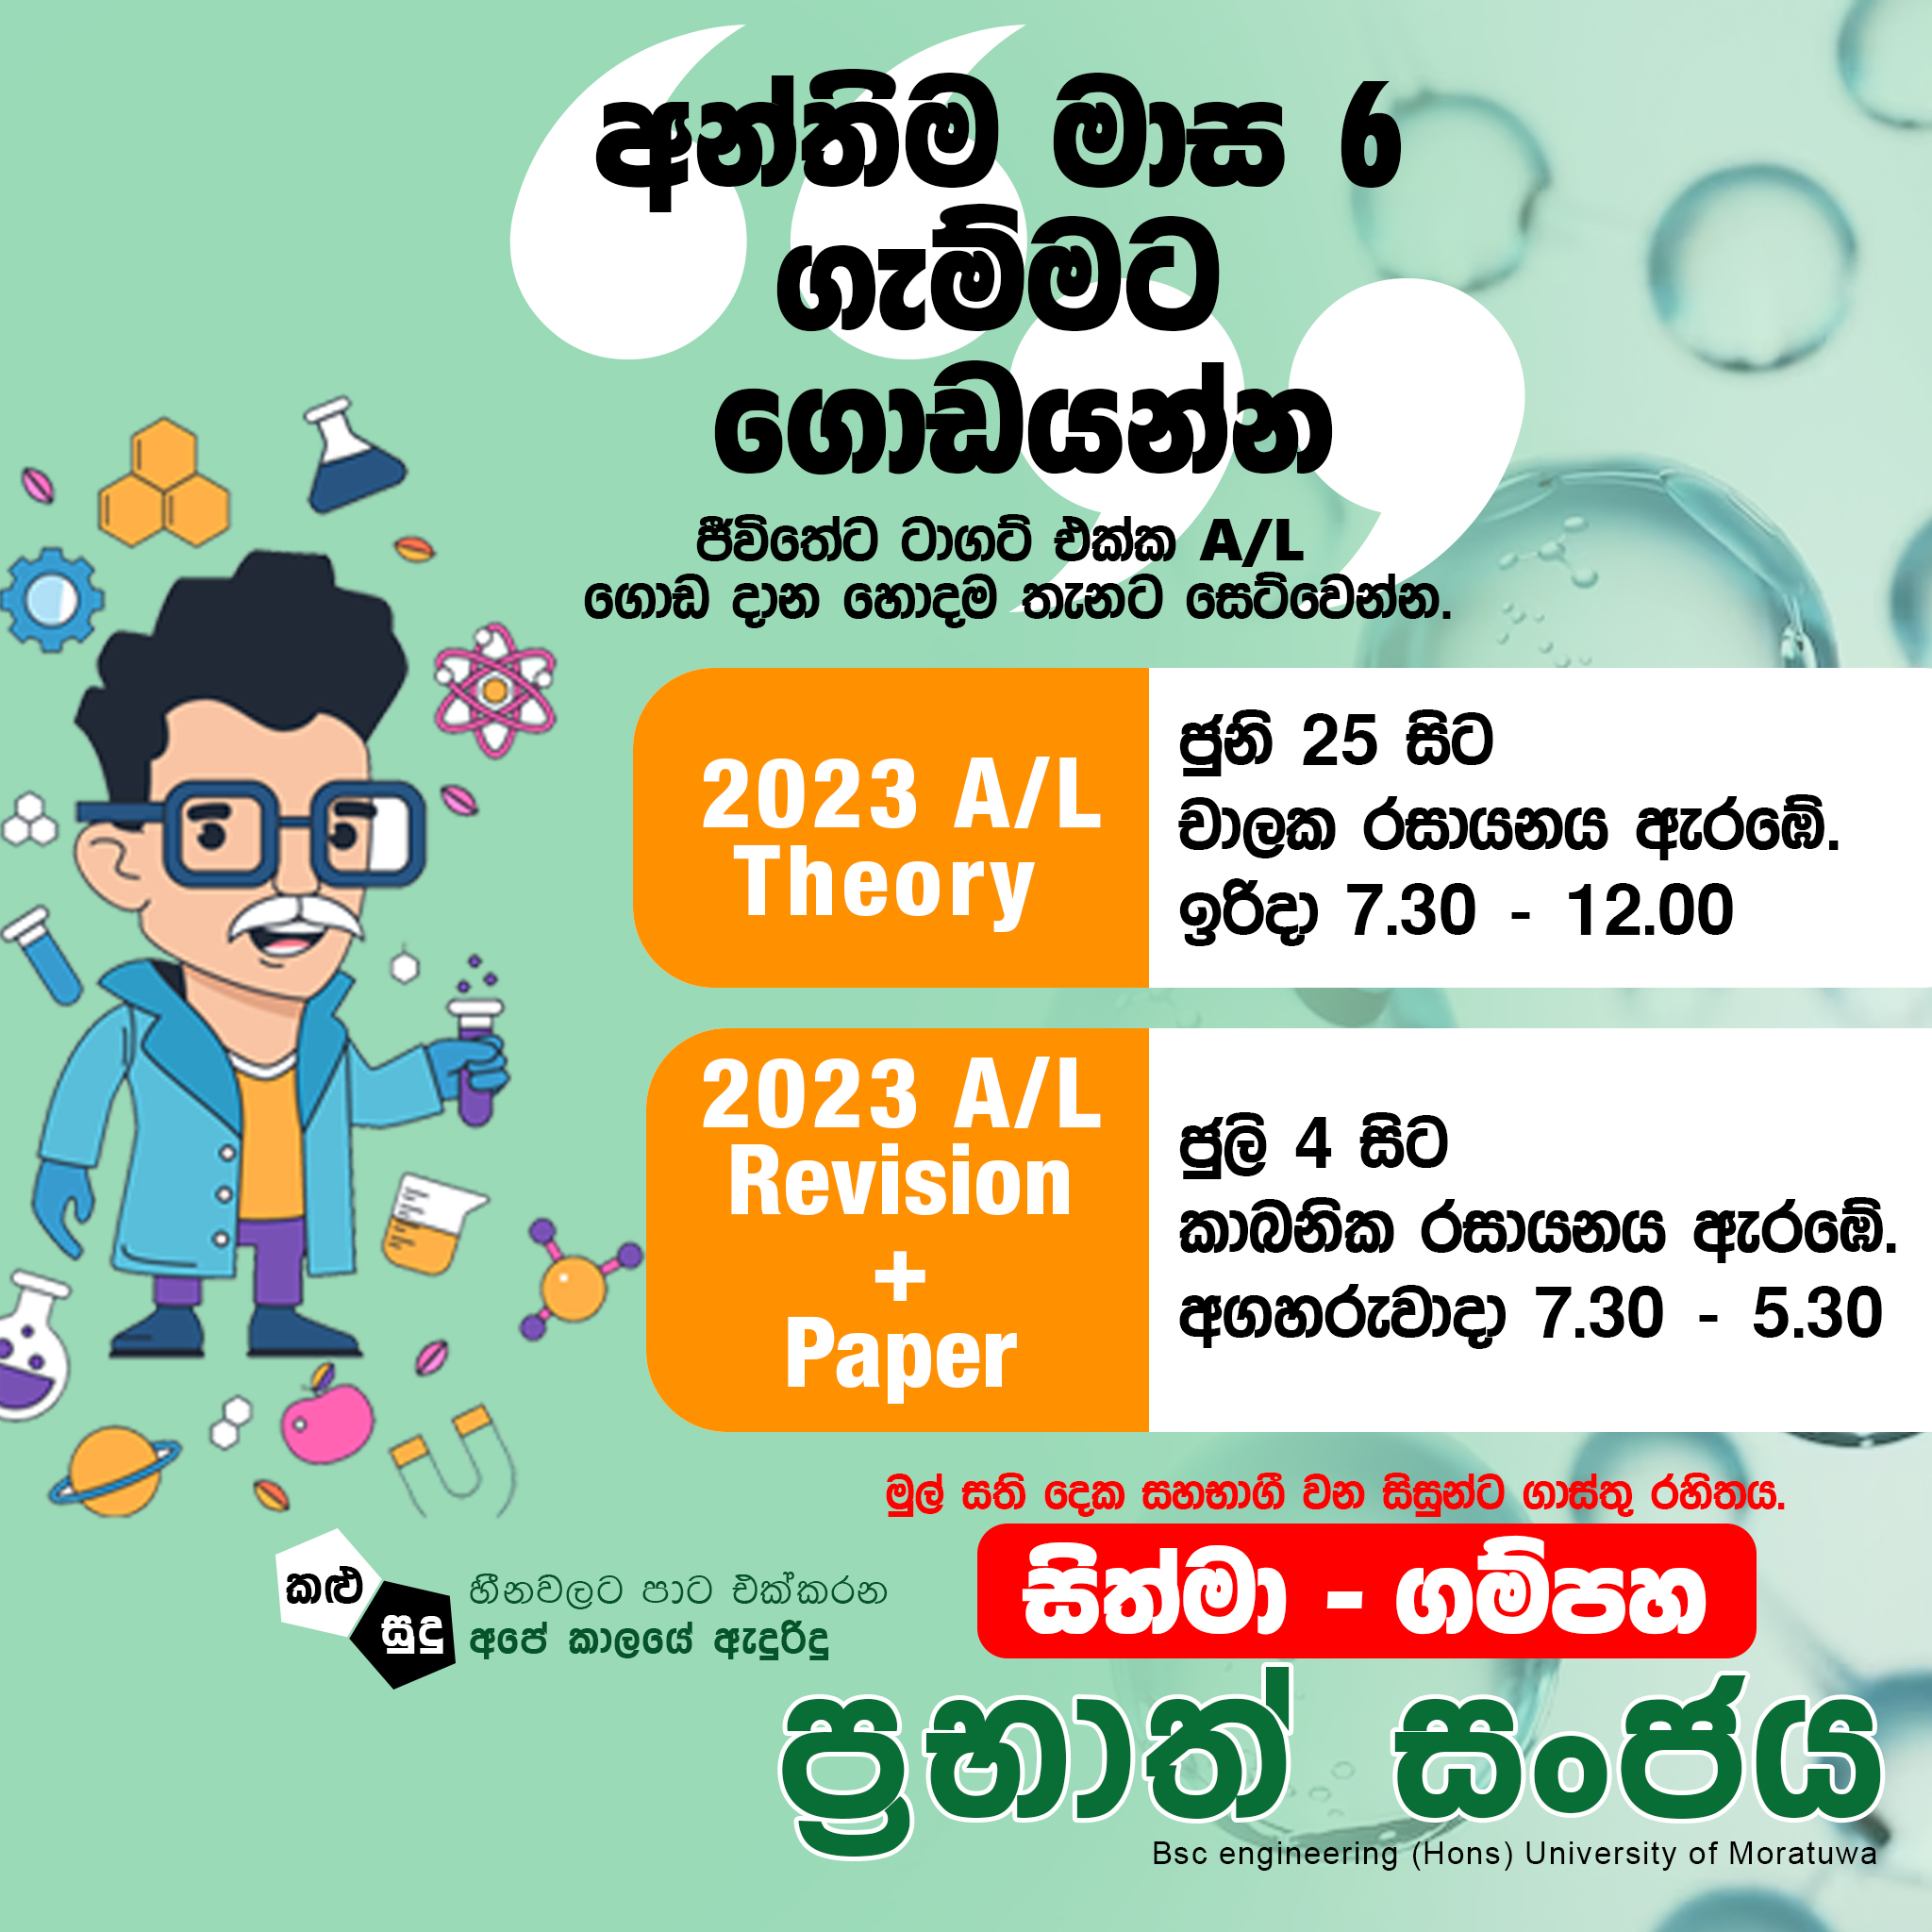 අන්තිම මාස 6
ගැම්මට
ගොඩයන්න
ජීවිතේට ටාගට් එක්ක A/L
ගොඩ දාන හොදම තැනට සෙට්වෙන්න.
2023 A/L
Theory
ජුනි 25 සිට
චාලක රසායනය ඇරඹේ.
ඉරිදා 7.30 - 12.00
2023 A/L
Revision
+
Paper
ජුලි 4 සිට
කාබනික රසායනය ඇරඹේ.
අගහරුවාදා 7.30 - 5.30
මුල් සති දෙක සහභාගී වන සිසුන්ට ගාස්තු රහිතය.
සිත්මා - ගම්පහ
කළු
සුදු
හීනවලට පාට එක්කරන
අපේ කාලයේ ඇදුරිදු
ප්‍රභාත් සංජය
Bsc engineering (Hons) University of Moratuwa